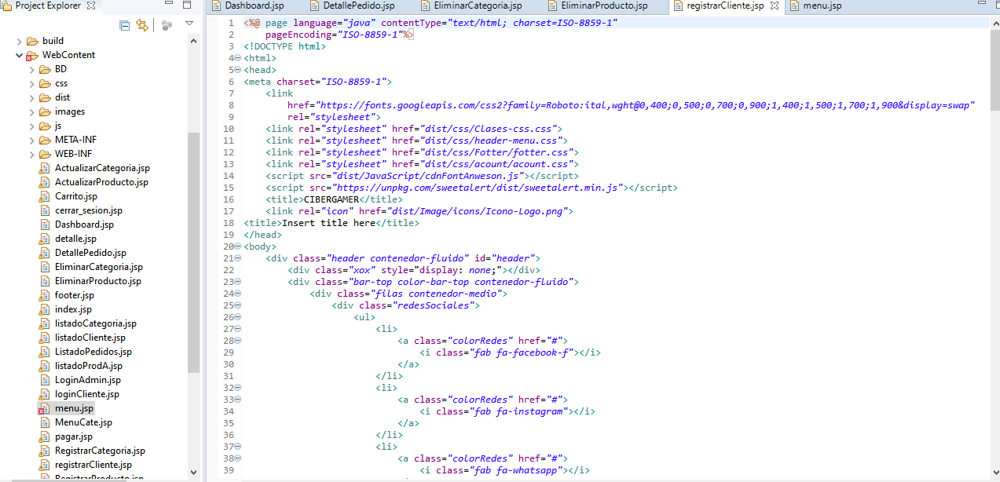 Project Explorer
build
WebContent
BD
css
dist
images
js
META-INF
WEB-INF
ActualizarCategoria.jsp
ActualizarProducto.jsp
Carrito.jsp
cerrar_sesion.jsp
Dashboard.jsp
detalle.jsp
DetallePedido.jsp
EliminarCategoria.jsp
EliminarProducto.jsp
footer.jsp
index.jsp
listadoCategoria.jsp
listadoCliente.jsp
ListadoPedidos.jsp
listadoProdA.jsp
LoginAdmin.jsp
loginCliente.jsp
menu.jsp
MenuCate.jsp
pagar.jsp
RegistrarCategoria.jsp
registrarCliente.jsp
RegistrarProducto.jsp
Dashboard.jsp DetallePedido.jsp EliminarCategoria.jsp EliminarProducto.jsp registrarCliente.jsp menu.jsp
1 <%@ page language="java" contentType="text/html; charset=ISO-8859-1"
2 pageEncoding="ISO-8859-1"%>
3 <!DOCTYPE html>
4 <html>
5 <head>
6 <meta charset="ISO-8859-1">
7 <link
8 href="https://fonts.googleapis.com/css2?family=Roboto:ital,wght@0,400;0,500;0,700;0,900;1,400;1,500;1,700;1,900&display=swap"
9 rel="stylesheet">
10 <link rel="stylesheet" href="dist/css/Clases-css.css">
11 <link rel="stylesheet" href="dist/css/header-menu.css">
12 <link rel="stylesheet" href="dist/css/Fotter/fotter.css">
13 <link rel="stylesheet" href="dist/css/acount/acount.css">
14 <script src="dist/JavaScript/cdnFontAnweson.js"></script>
15 <script src="https://unpkg.com/sweetalert/dist/sweetalert.min.js"></script>
16 <title>CIBERGAMER</title>
17 <link rel="icon" href="dist/Image/icons/Icono-Logo.png">
18 <title>Insert title here</title>
19 </head>
20 <body>
21 <div class="header contenedor-fluido" id="header">
22 <div class="xox" style="display: none;"></div>
23 <div class="bar-top color-bar-top contenedor-fluido">
24 <div class="filas contenedor-medio">
25 <div class="redesSociales">
26 <ul>
27 <li>
28 <a class="colorRedes" href="#">
29 <i class="fab fa-facebook-f"></i>
30 </a>
31 </li>
32 <li>
33 <a class="colorRedes" href="#">
34 <i class="fab fa-instagram"></i>
35 </a>
36 </li>
37 <li>
38 <a class="colorRedes" href="#">
39 <i class="fab fa-whatsapp"></i>